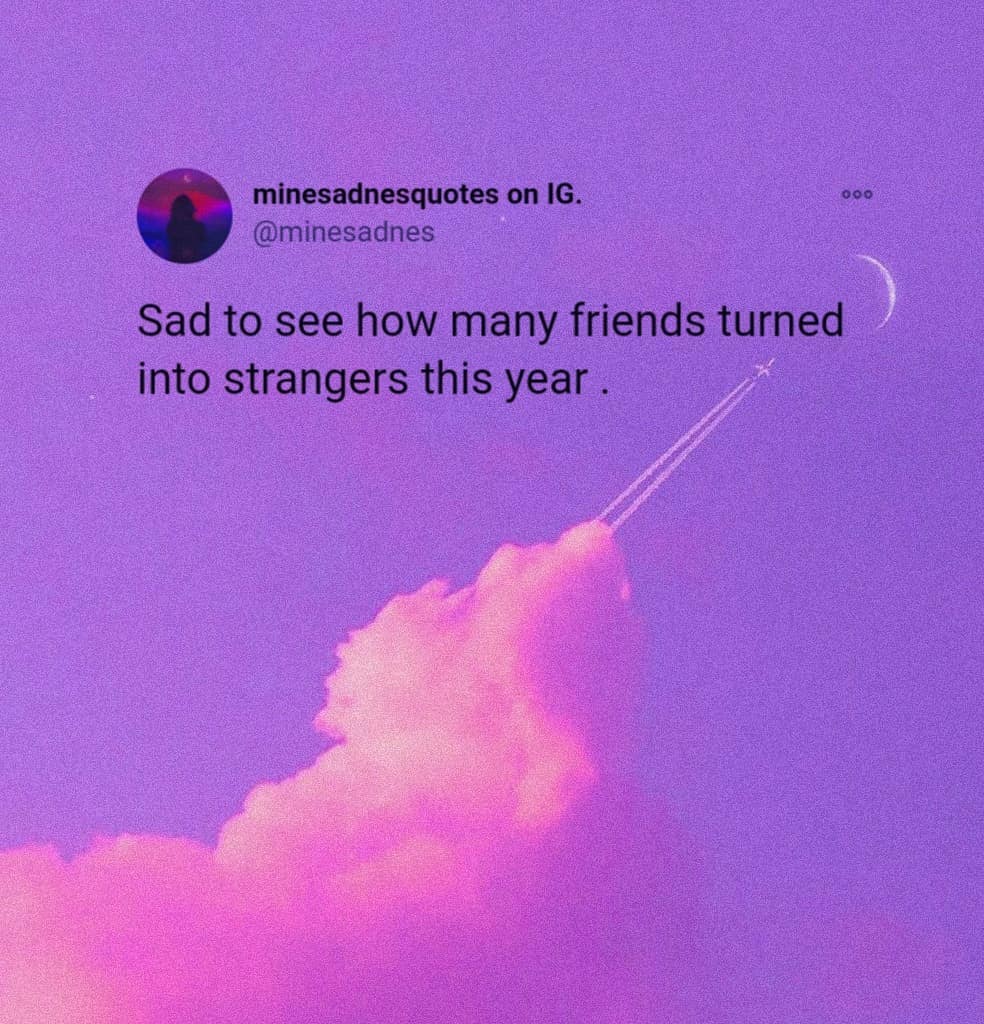 minesadnesquotes on IG.
@minesadnes
Sad to see how many friends turned
into strangers this year .